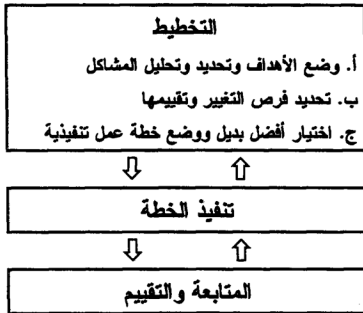 التخطيط
أ. وضع الأهداف وتحديد وتحليل المشاكل
ب. تحديد فرص التغيير وتقييمها
ج. اختيار أفضل بديل ووضع خطة عمل تنفيذية
تنفيذ الخطة
المتابعة والتقييم